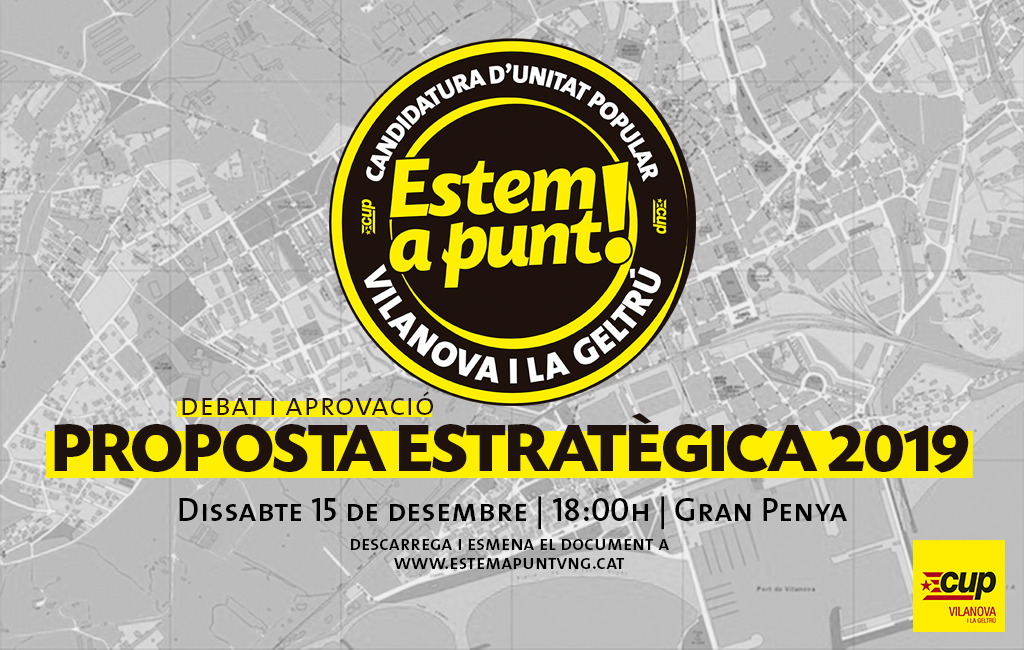 CANDIDATURA D'UNITAT POPULAR
Estem
a punt!
cup
cup
VILANOVA I LA GELTRÚ
DEBAT I APROVACIÓ
PROPOSTA ESTRATÈGICA 2019
DISSABTE 15 DE DESEMBRE | 18:00H | GRAN PENYA
DESCARREGA I ESMENA EL DOCUMENT A
WWW.ESTEMAPUNTVNG.CAT
Port de Vilanova
cup
VILANOVA
I LA GELTRÚ